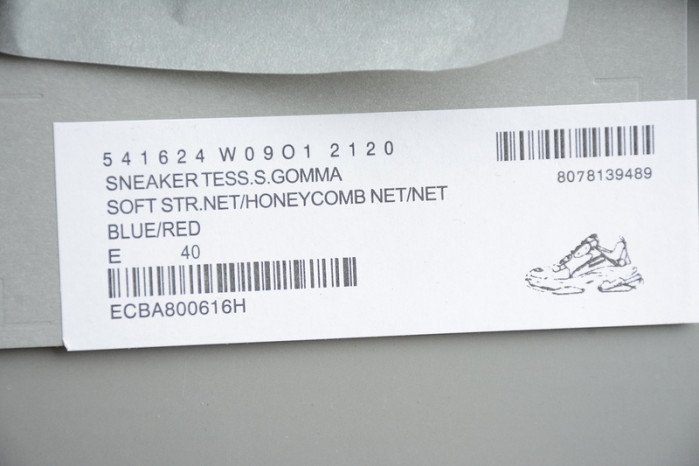 541624 W09O1 2120
SNEAKER TESS.S.GOMMA
SOFT STR.NET/HONEYCOMB NET/NET
BLUE/RED
E 40
ECBA800616H
8078139489